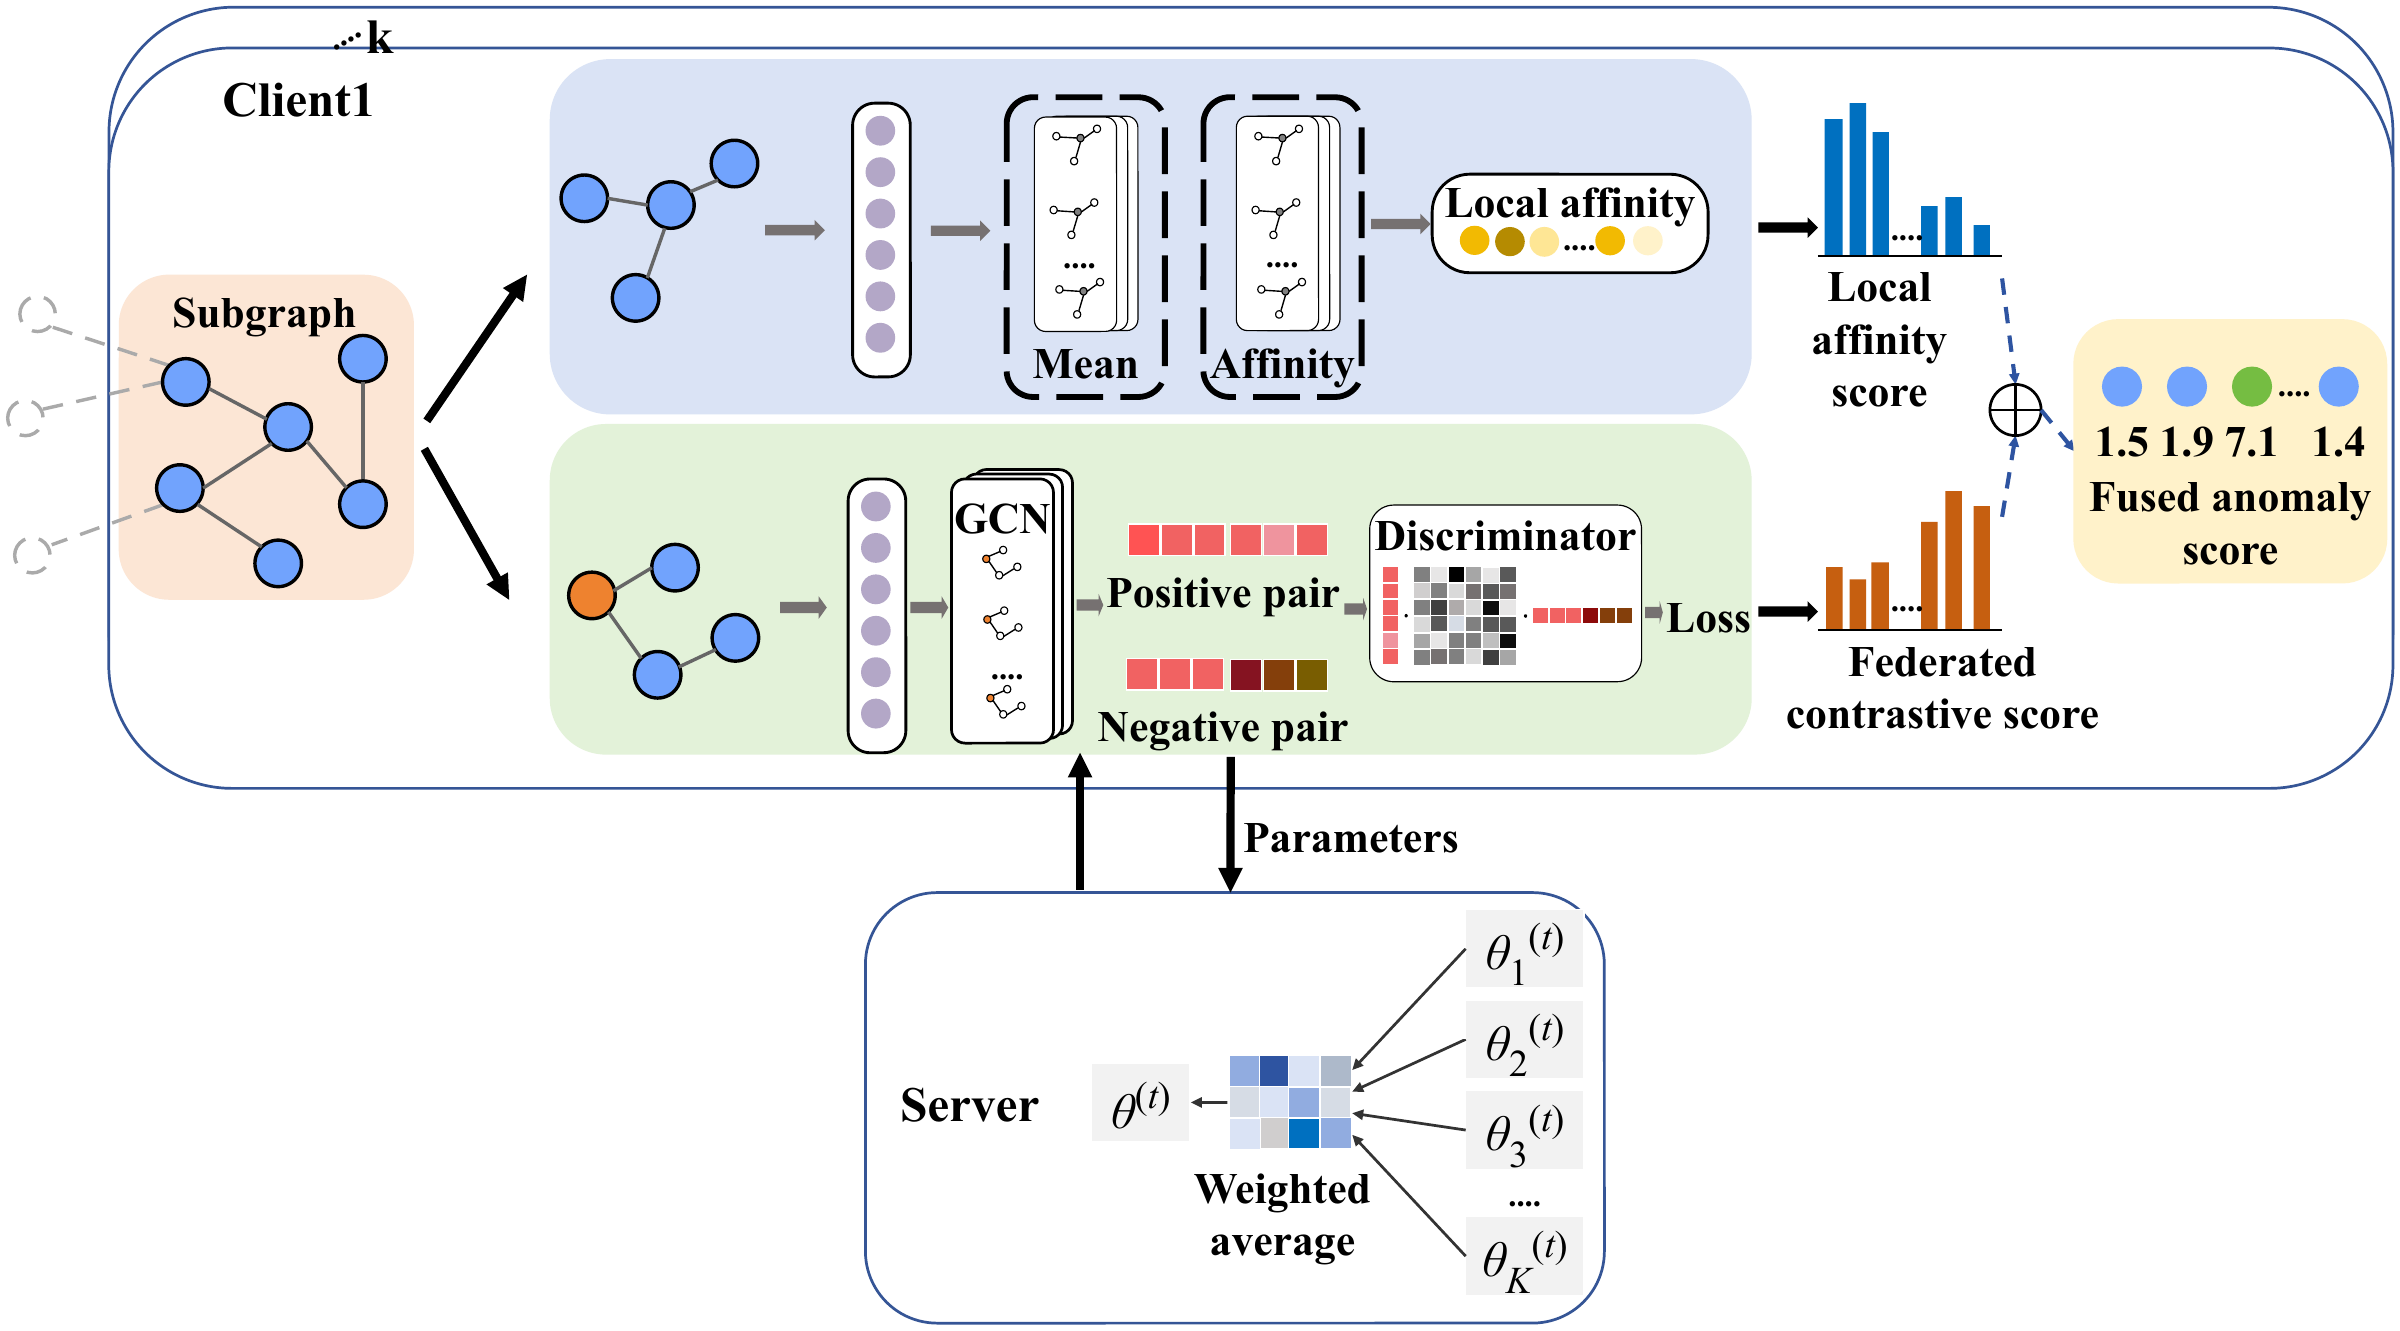 ....k
Client1
Subgraph
....
Mean
....
Affinity
Local affinity
....
....
Local
affinity
score
GCN
....
Positive pair
Negative pair
Discriminator
Loss
....
Federated
contrastive score
....
1.5 1.9 7.1 1.4
Fused anomaly
score
Parameters
Server
θ(t)
Weighted
average
θ1(t)
θ2(t)
θ3(t)
....
θK(t)